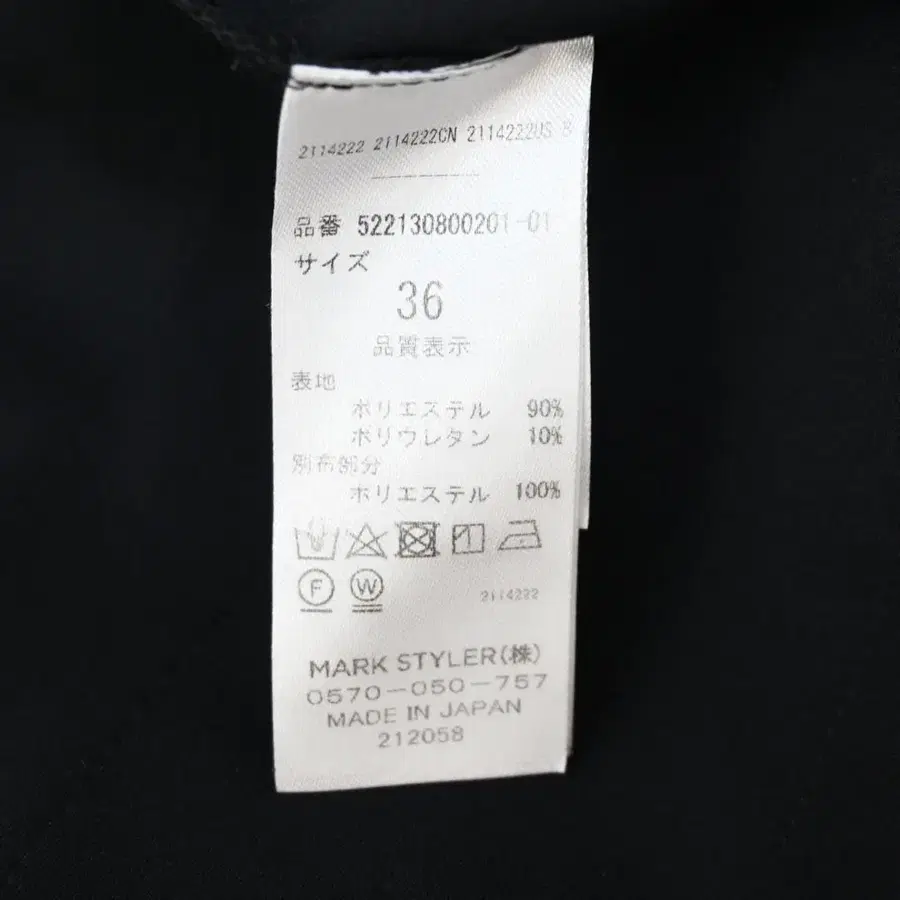 2114222 2114222CN 2114222US B
品番 522130800201-01
サイズ
36
品質表示
表地
ポリエステル 90%
ポリウレタン 10%
別布部分
ポリエステル 100%
1
F W
2114222
MARK STYLER(株)
0570-050-757
MADE IN JAPAN
212058